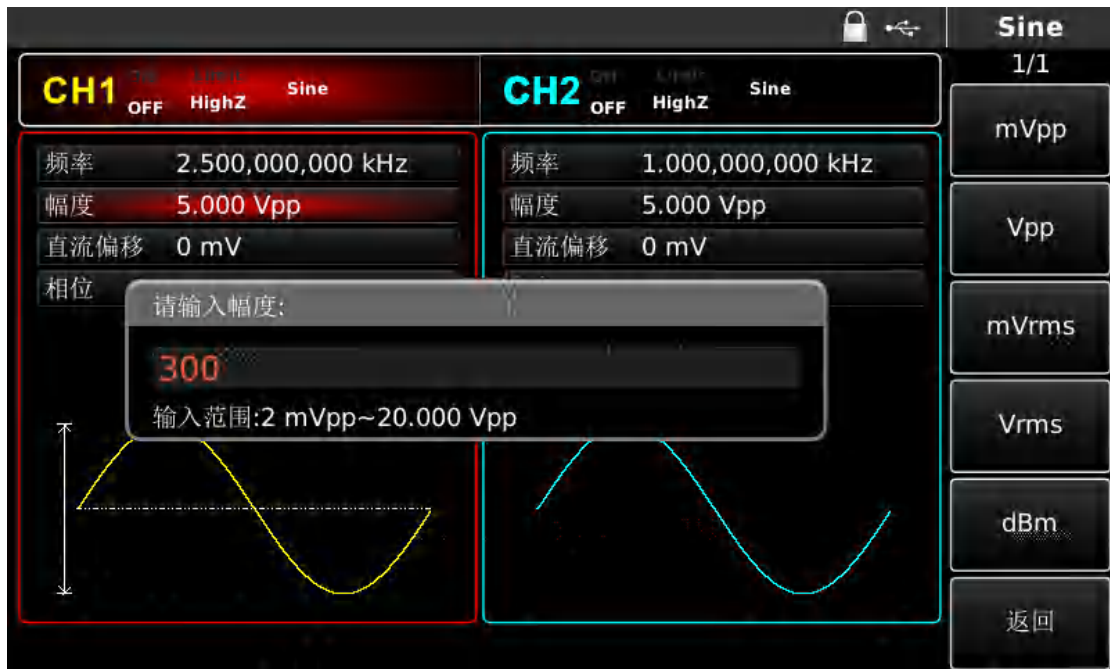 Sine
1/1
CH1 OFF HighZ Sine
CH2 OFF HighZ Sine
频率 2.500,000,000 kHz
幅度 5.000 Vpp
直流偏移 0 mV
相位
频率 1.000,000,000 kHz
幅度 5.000 Vpp
直流偏移 0 mV
请输入幅度:
300
输入范围:2 mVpp~20.000 Vpp
mVpp
Vpp
mVrms
Vrms
dBm
返回